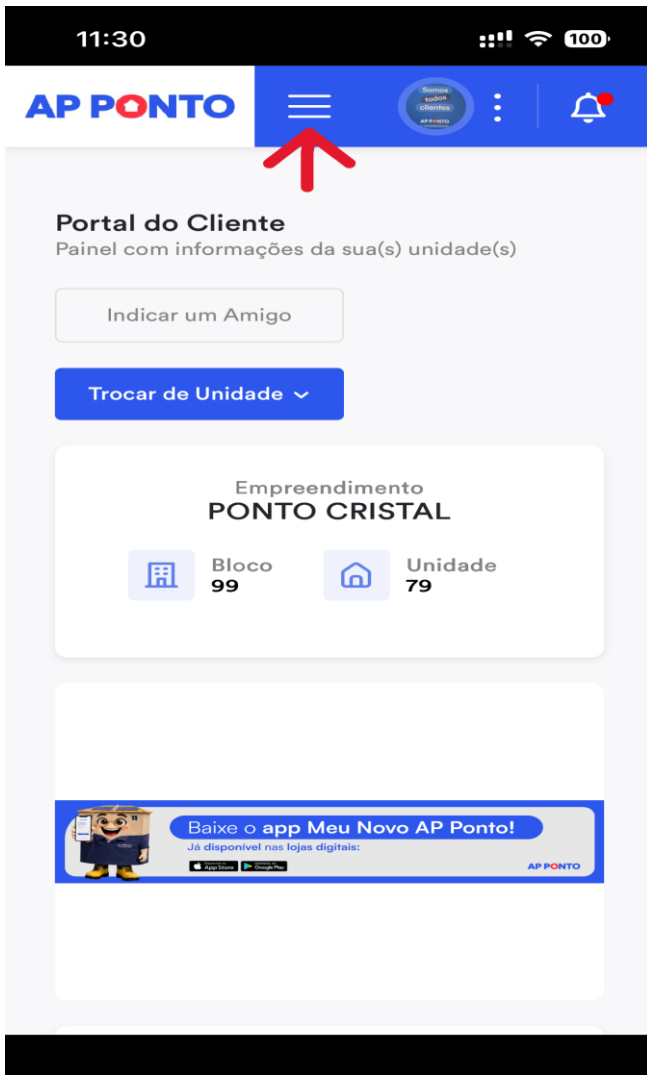 11:30
100
AP PONTO
Somos
todos
clientes
AP PONTO
Portal do Cliente
Painel com informações da sua(s) unidade(s)
Indicar um Amigo
Trocar de Unidade
Empreendimento
PONTO CRISTAL
Bloco
99
Unidade
79
Baixe o app Meu Novo AP Ponto!
Já disponível nas lojas digitais:
App Store
Google Play
AP PONTO